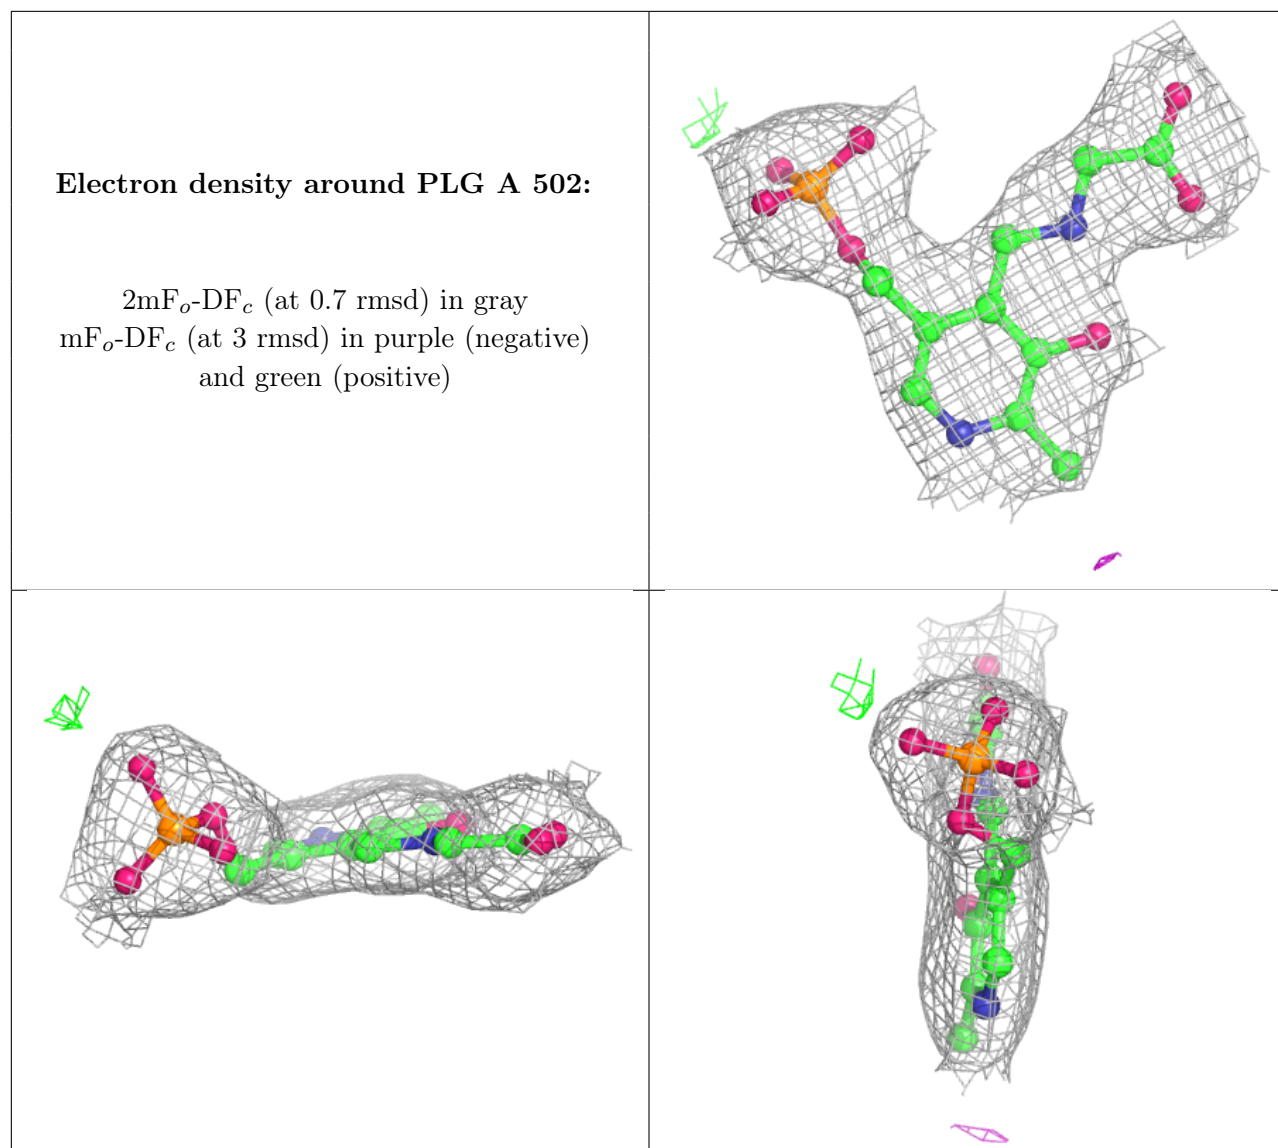 Electron density around PLG A 502:
2mFₒ-DF𝒸 (at 0.7 rmsd) in gray
mFₒ-DF𝒸 (at 3 rmsd) in purple (negative)
and green (positive)